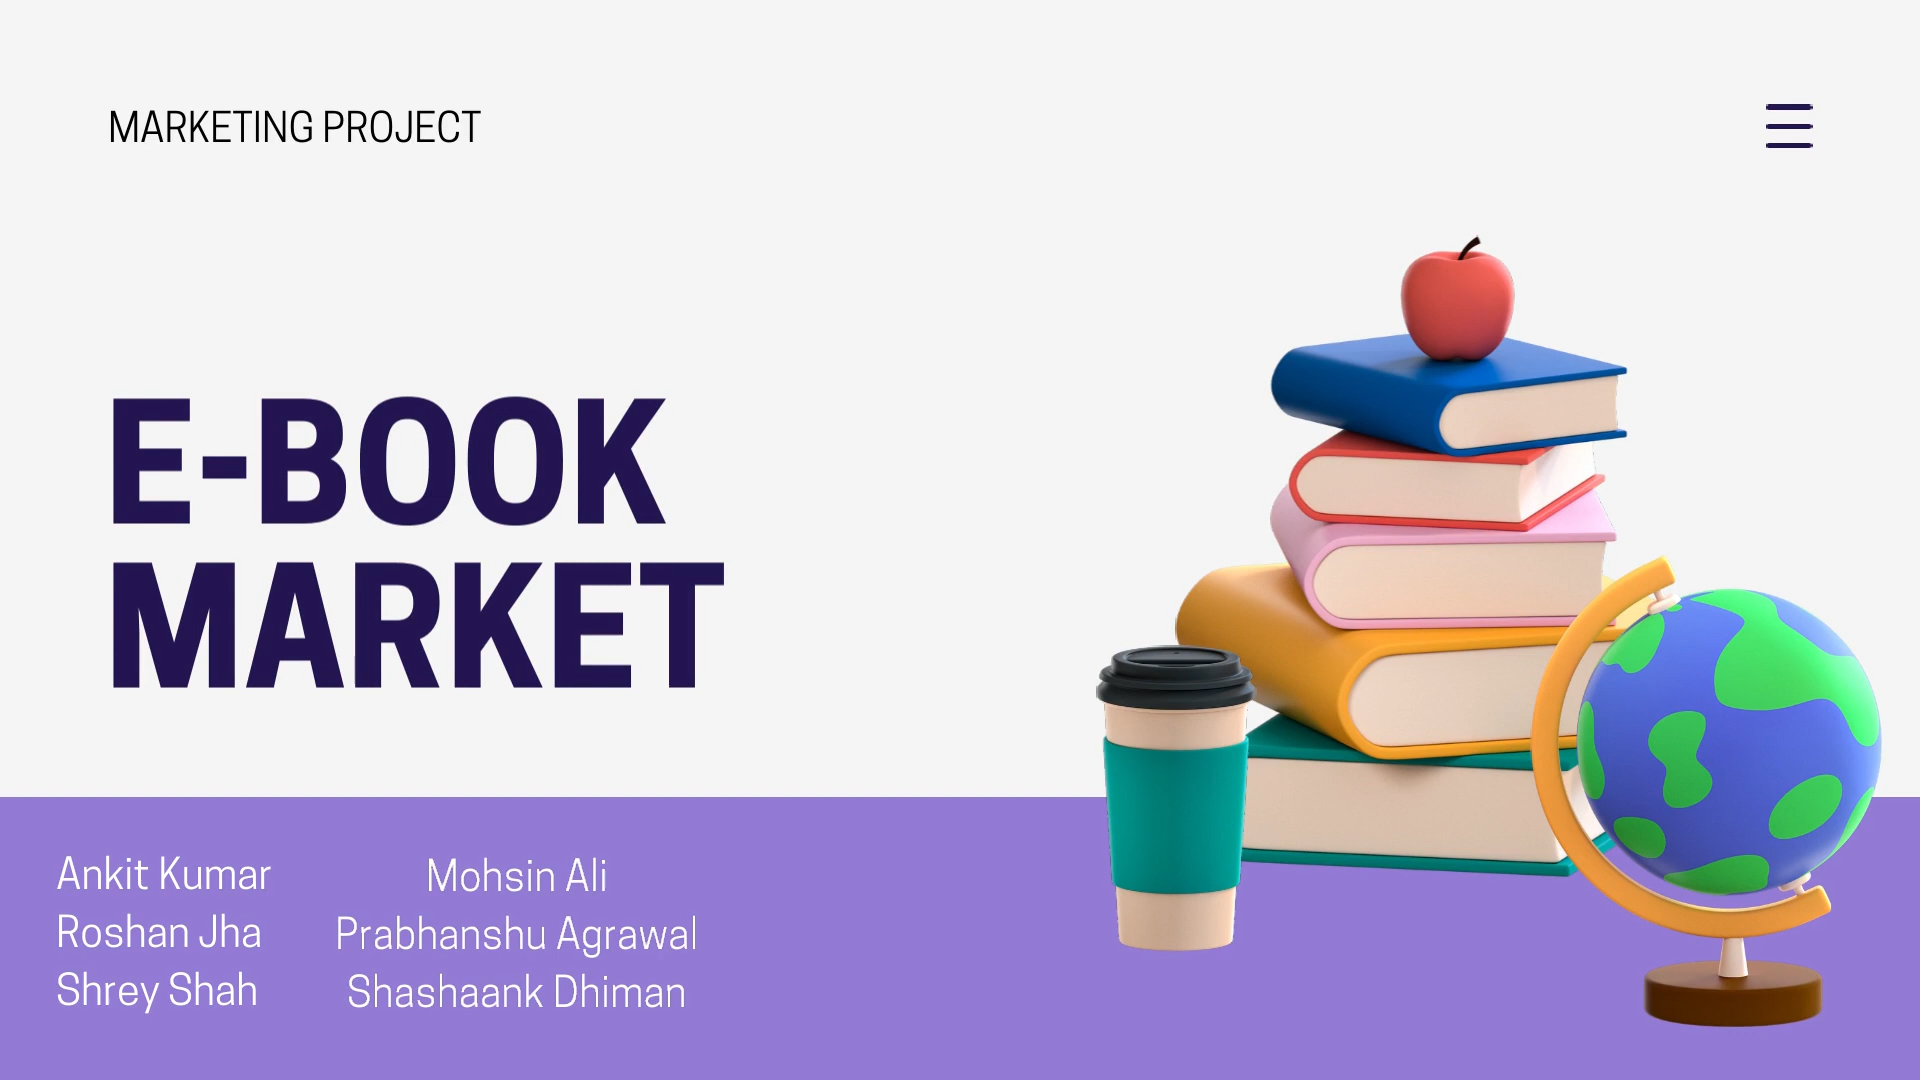 MARKETING PROJECT
E-BOOK
MARKET
Ankit Kumar
Roshan Jha
Shrey Shah
Mohsin Ali
Prabhanshu Agrawal
Shashaank Dhiman